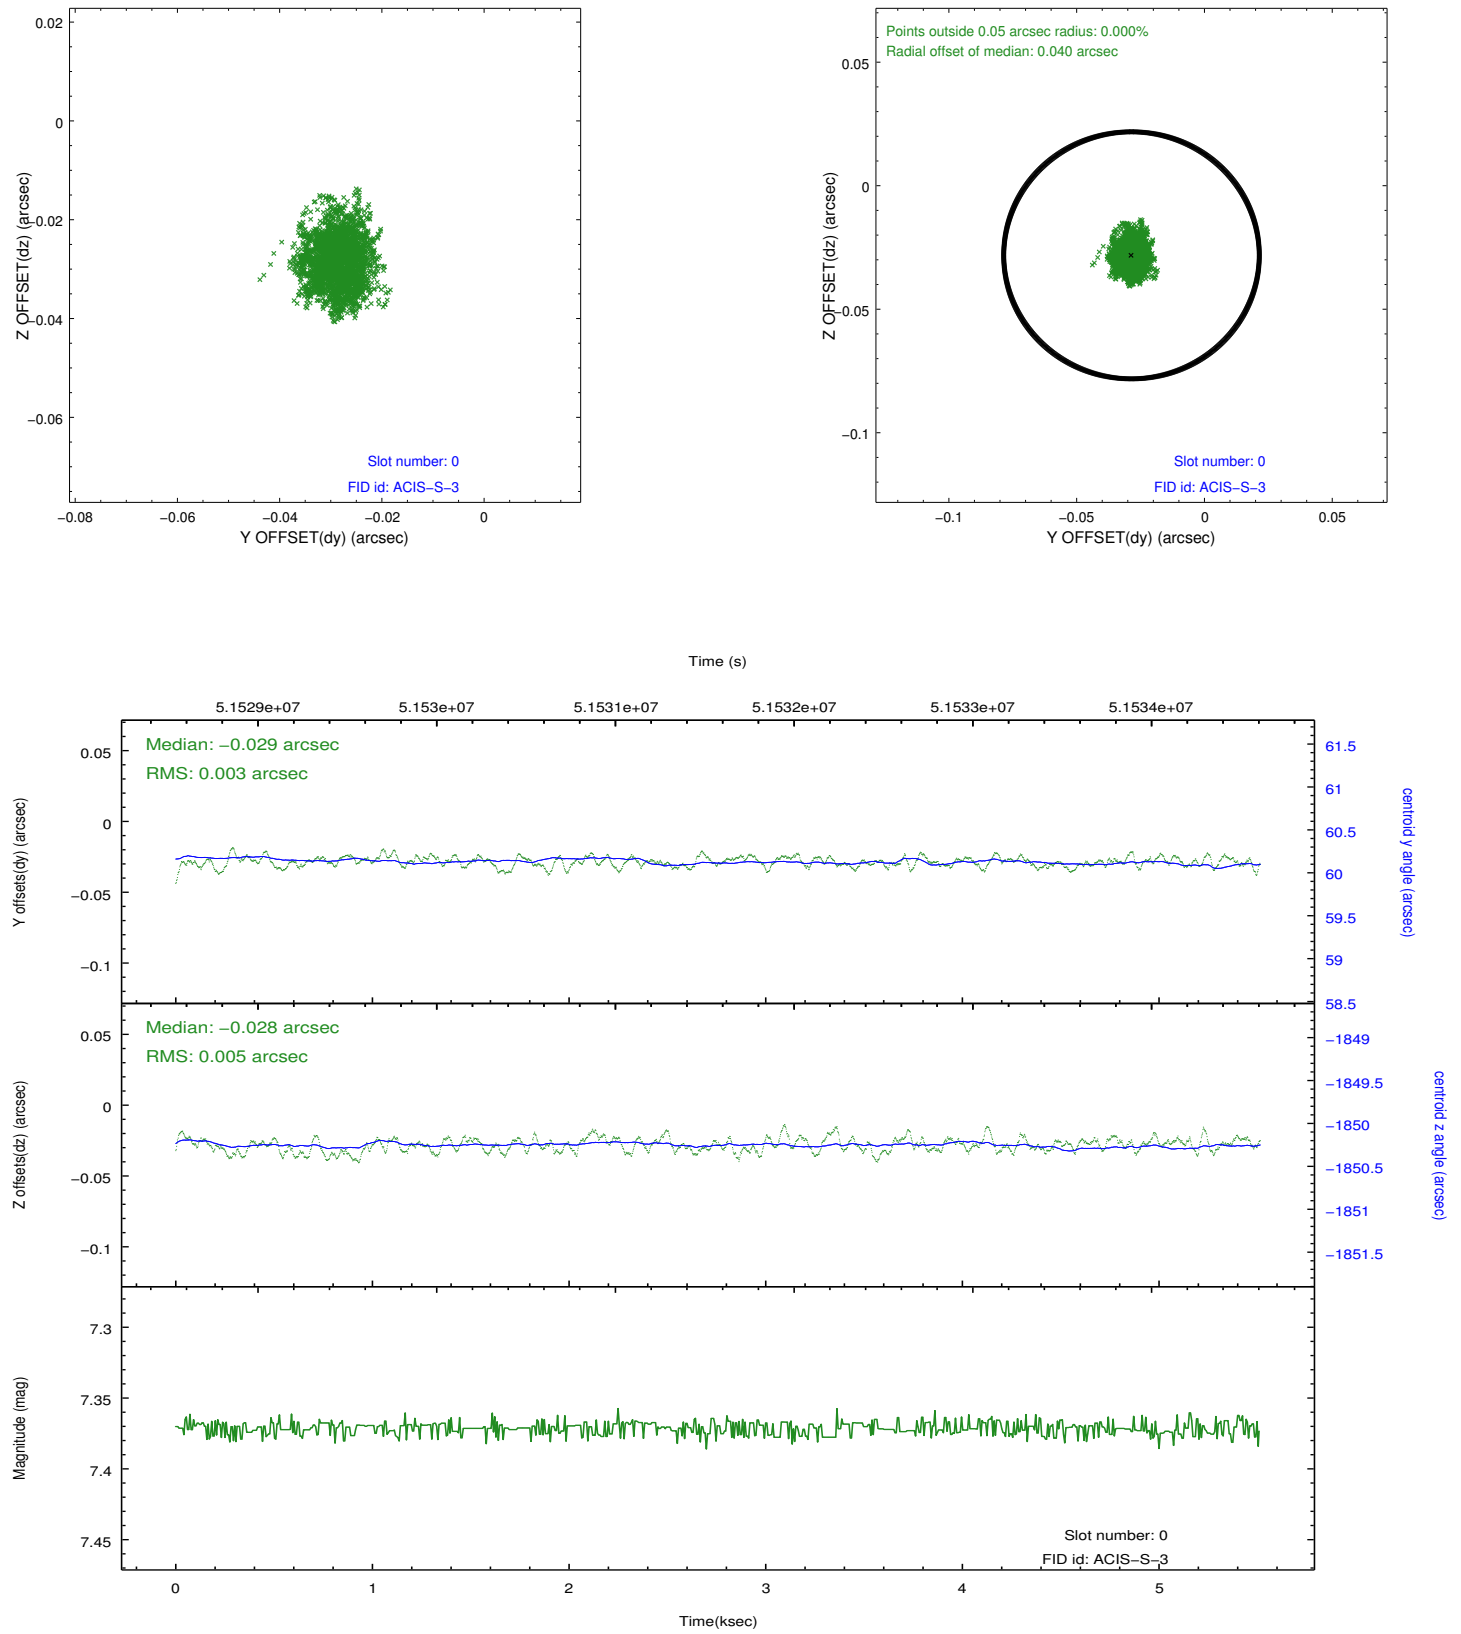 0.02
0
−0.02
−0.04
−0.06
Z OFFSET(dz) (arcsec)
Slot number: 0
FID id: ACIS−S−3
−0.08
−0.06
−0.04
−0.02
0
Y OFFSET(dy) (arcsec)
Points outside 0.05 arcsec radius: 0.000%
Radial offset of median: 0.040 arcsec
0.05
0
−0.05
−0.1
Z OFFSET(dz) (arcsec)
Slot number: 0
FID id: ACIS−S−3
−0.1
−0.05
0
0.05
Y OFFSET(dy) (arcsec)
Time (s)
5.1529e+07
5.153e+07
5.1531e+07
5.1532e+07
5.1533e+07
5.1534e+07
Median: −0.029 arcsec
RMS: 0.003 arcsec
0.05
0
−0.05
−0.1
Y offsets(dy) (arcsec)
61.5
61
60.5
60
59.5
59
58.5
centroid y angle (arcsec)
Median: −0.028 arcsec
RMS: 0.005 arcsec
0.05
0
−0.05
−0.1
Z offsets(dz) (arcsec)
−1849
−1849.5
−1850
−1850.5
−1851
−1851.5
centroid z angle (arcsec)
7.3
7.35
7.4
7.45
Magnitude (mag)
Slot number: 0
FID id: ACIS−S−3
0
1
2
3
4
5
Time(ksec)